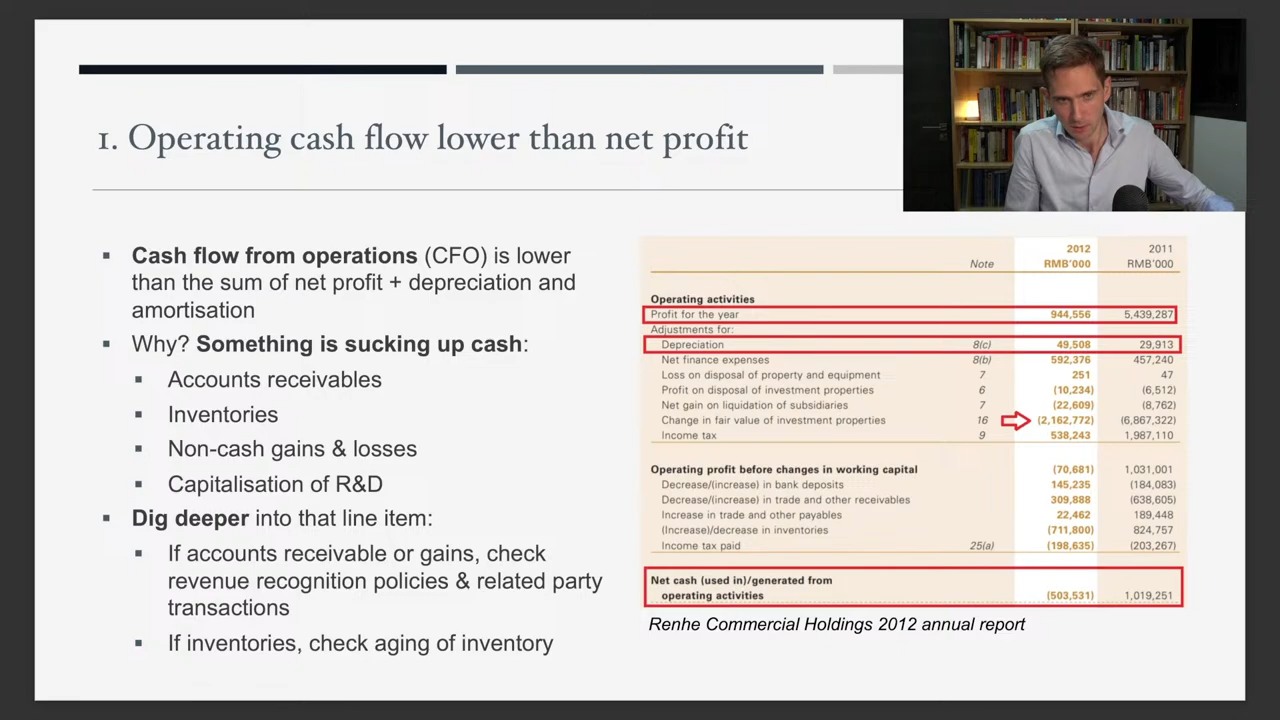 1. Operating cash flow lower than net profit
▪ Cash flow from operations (CFO) is lower
than the sum of net profit + depreciation and
amortisation
▪ Why? Something is sucking up cash:
▪ Accounts receivables
▪ Inventories
▪ Non-cash gains & losses
▪ Capitalisation of R&D
▪ Dig deeper into that line item:
▪ If accounts receivable or gains, check
revenue recognition policies & related party
transactions
▪ If inventories, check aging of inventory
2012 2011
Note RMB'000 RMB'000
Operating activities
Profit for the year 944,556 5,439,287
Adjustments for:
Depreciation 8(c) 49,508 29,913
Net finance expenses 8(b) 592,376 457,240
Loss on disposal of property and equipment 7 251 47
Profit on disposal of investment properties 6 (10,234) (6,512)
Net gain on liquidation of subsidiaries 7 (22,609) (8,762)
Change in fair value of investment properties 16 (2,162,772) (6,867,322)
Income tax 9 538,243 1,987,110
Operating profit before changes in working capital (70,681) 1,031,001
Decrease/(increase) in bank deposits 145,235 (184,083)
Decrease/(increase) in trade and other receivables 309,888 (638,605)
Increase in trade and other payables 22,462 189,448
(Increase)/decrease in inventories (711,800) 824,757
Income tax paid 25(a) (198,635) (203,267)
Net cash (used in)/generated from
operating activities (503,531) 1,019,251
Renhe Commercial Holdings 2012 annual report